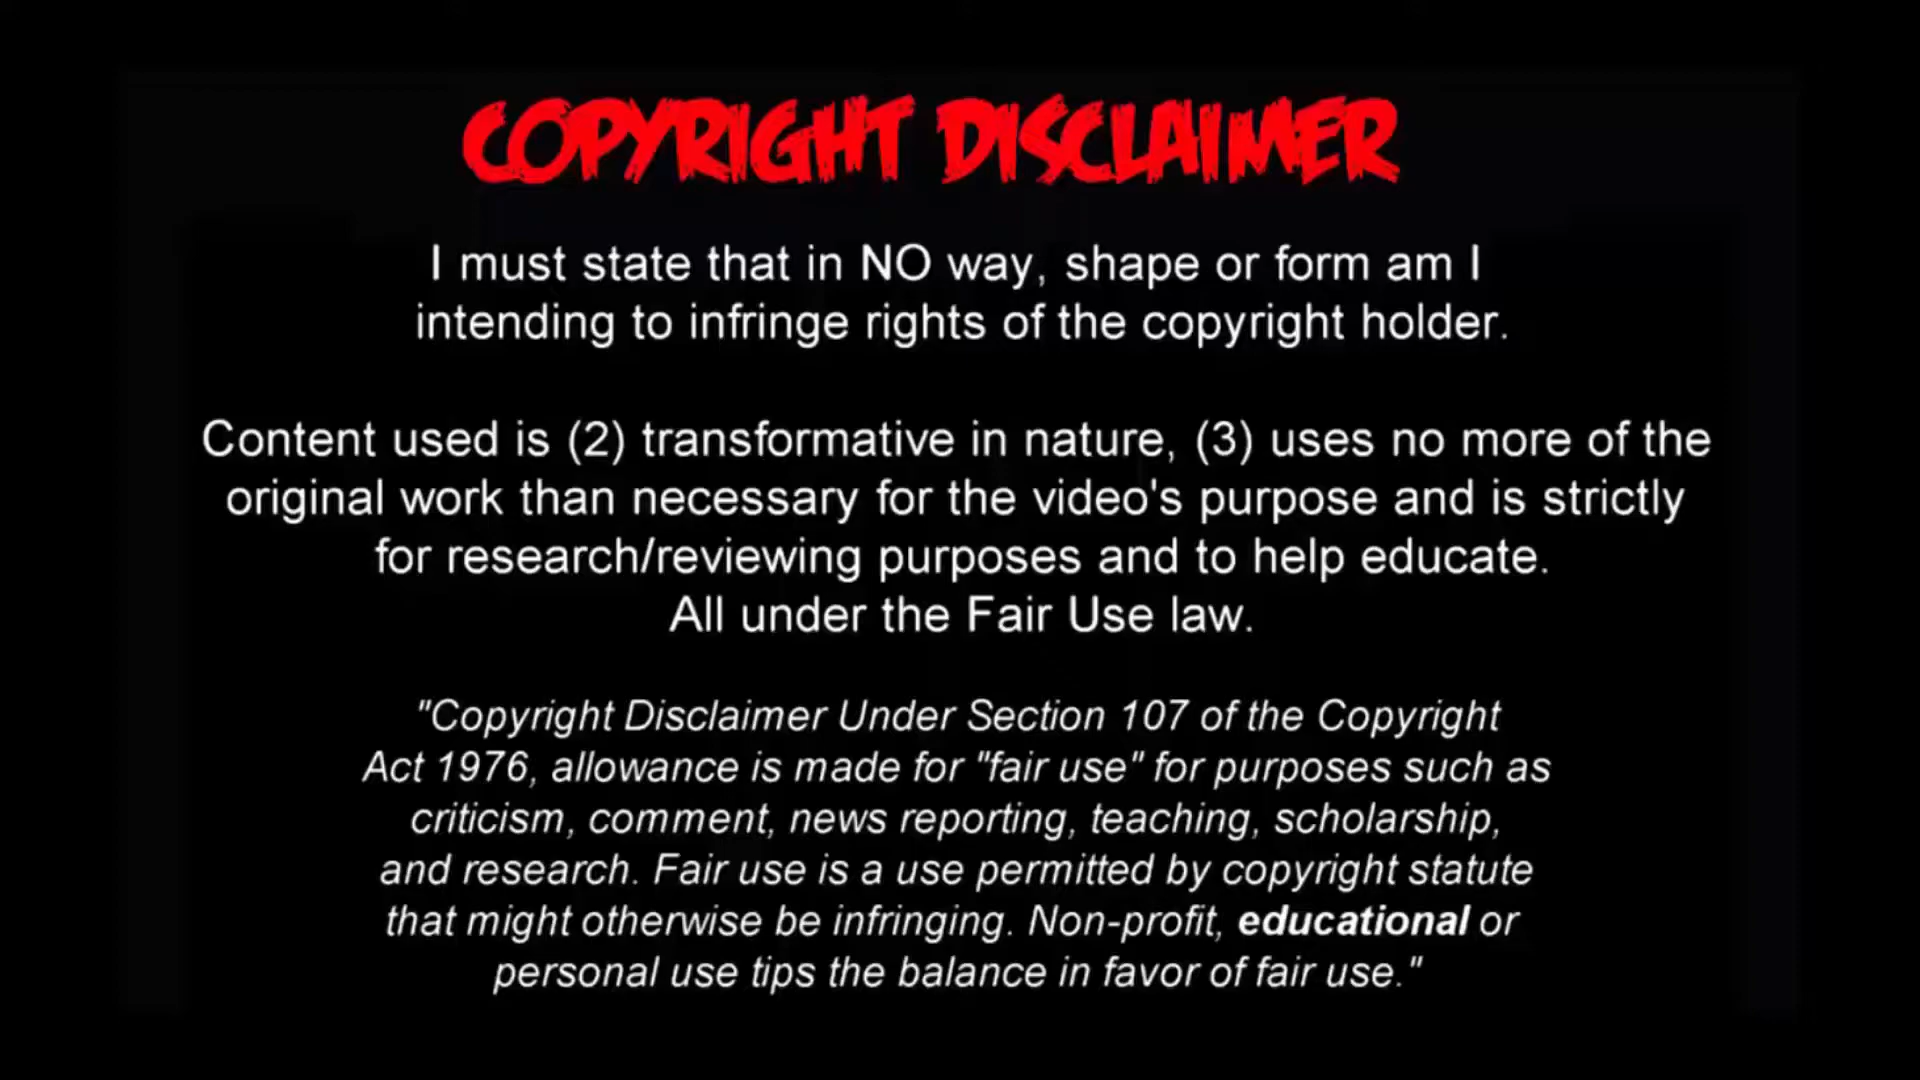 COPYRIGHT DISCLAIMER
I must state that in NO way, shape or form am I
intending to infringe rights of the copyright holder.
Content used is (2) transformative in nature, (3) uses no more of the
original work than necessary for the video's purpose and is strictly
for research/reviewing purposes and to help educate.
All under the Fair Use law.
"Copyright Disclaimer Under Section 107 of the Copyright
Act 1976, allowance is made for "fair use" for purposes such as
criticism, comment, news reporting, teaching, scholarship,
and research. Fair use is a use permitted by copyright statute
that might otherwise be infringing. Non-profit, educational or
personal use tips the balance in favor of fair use."